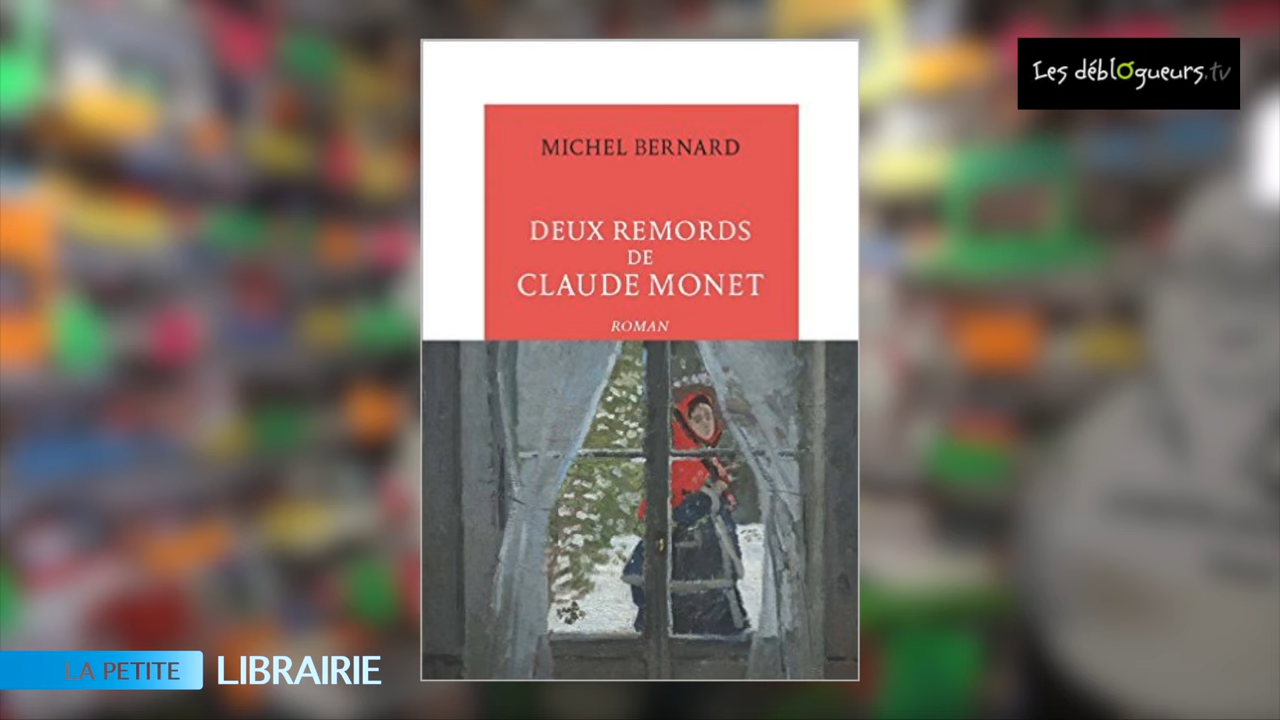 Les déblogueurs.tv
MICHEL BERNARD
DEUX REMORDS
DE
CLAUDE MONET
ROMAN
LA PETITE LIBRAIRIE